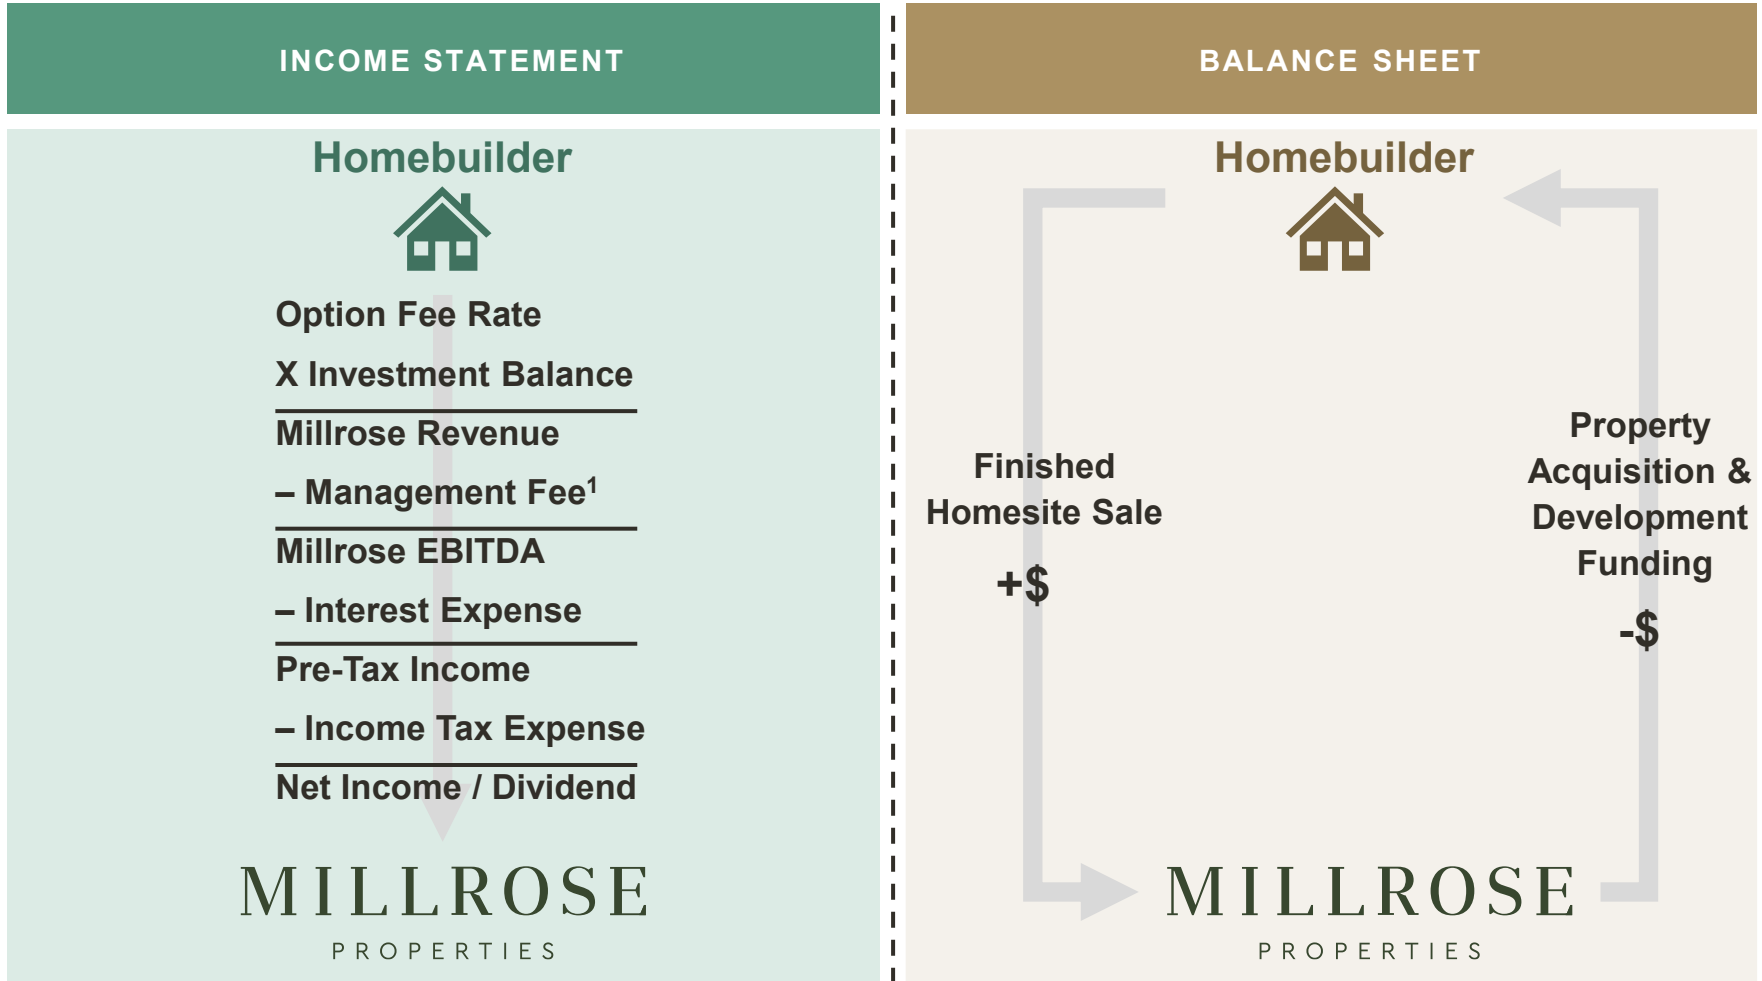 INCOME STATEMENT
Homebuilder
Option Fee Rate
X Investment Balance
Millrose Revenue
– Management Fee¹
Millrose EBITDA
– Interest Expense
Pre-Tax Income
– Income Tax Expense
Net Income / Dividend
MILLROSE
PROPERTIES
BALANCE SHEET
Homebuilder
Finished
Homesite Sale
+$
Property
Acquisition &
Development
Funding
-$
MILLROSE
PROPERTIES